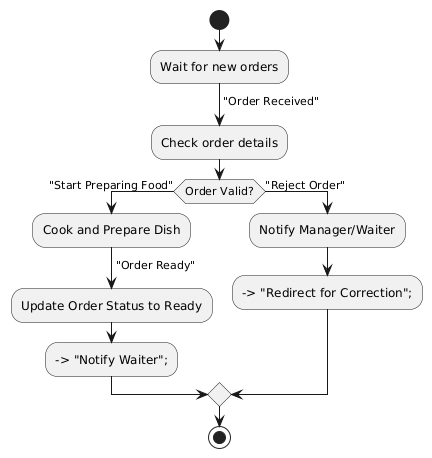 Wait for new orders
"Order Received"
Check order details
"Start Preparing Food"
Order Valid?
"Reject Order"
Cook and Prepare Dish
Notify Manager/Waiter
"Order Ready"
-> "Redirect for Correction";
Update Order Status to Ready
-> "Notify Waiter";